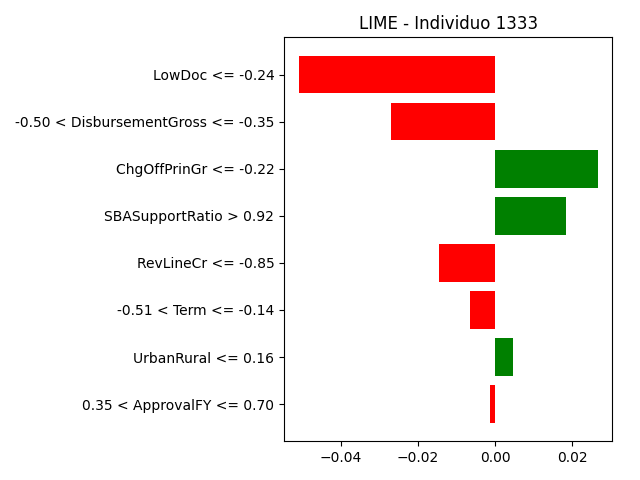 LIME - Individuo 1333
LowDoc <= -0.24
-0.50 < DisbursementGross <= -0.35
ChgOffPrinGr <= -0.22
SBASupportRatio > 0.92
RevLineCr <= -0.85
-0.51 < Term <= -0.14
UrbanRural <= 0.16
0.35 < ApprovalFY <= 0.70
−0.04 −0.02 0.00 0.02